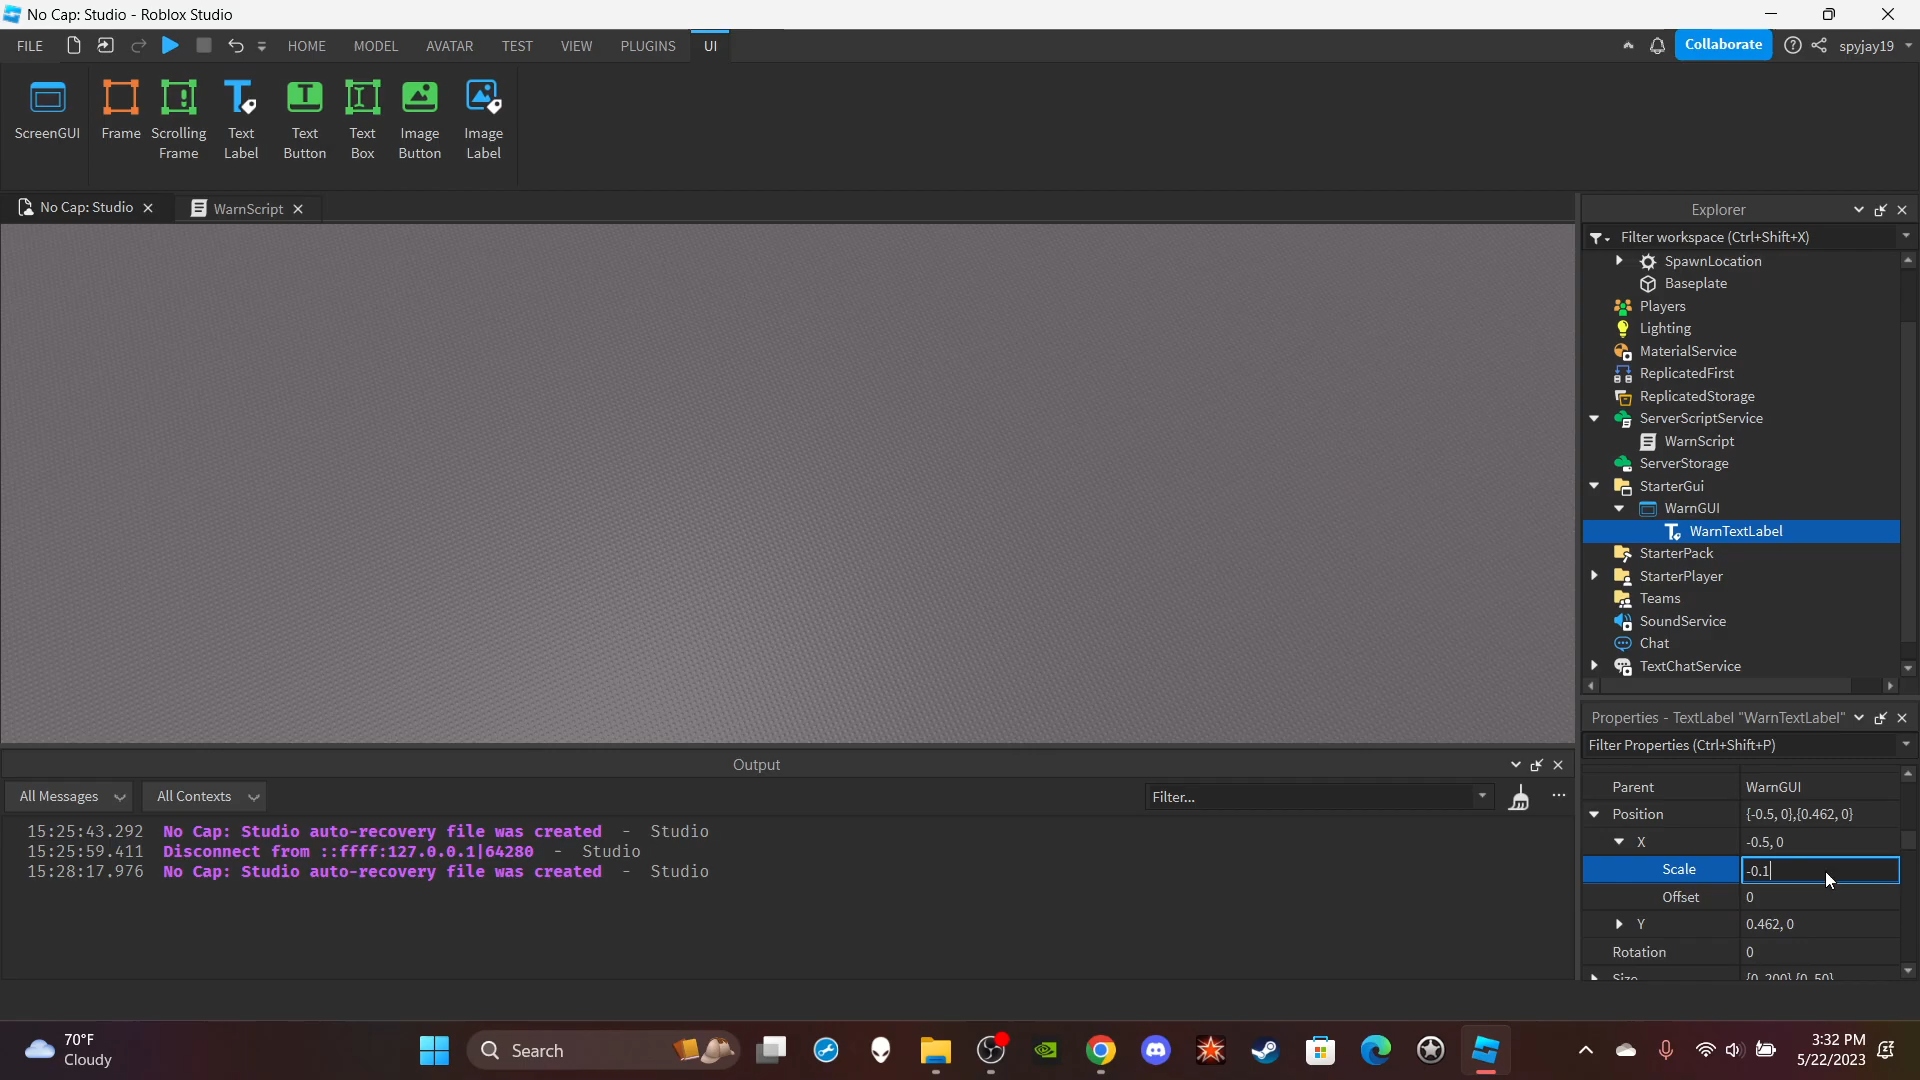 No Cap: Studio - Roblox Studio
FILE HOME MODEL AVATAR TEST VIEW PLUGINS UI Collaborate spyjay19
ScreenGUI
Frame
Scrolling Frame
Text Label
Text Button
Text Box
Image Button
Image Label
No Cap: Studio WarnScript
Explorer
Filter workspace (Ctrl+Shift+X)
SpawnLocation
Baseplate
Players
Lighting
MaterialService
ReplicatedFirst
ReplicatedStorage
ServerScriptService
WarnScript
ServerStorage
StarterGui
WarnGUI
WarnTextLabel
StarterPack
StarterPlayer
Teams
SoundService
Chat
TextChatService
Properties - TextLabel "WarnTextLabel"
Filter Properties (Ctrl+Shift+P)
Parent WarnGUI
Position {-0.5, 0},{0.462, 0}
X -0.5, 0
Scale -0.1
Offset 0
Y 0.462, 0
Rotation 0
Size {0, 200},{0, 50}
Output
All Messages All Contexts Filter...
15:25:43.292 No Cap: Studio auto-recovery file was created - Studio
15:25:59.411 Disconnect from ::ffff:127.0.0.1|64280 - Studio
15:28:17.976 No Cap: Studio auto-recovery file was created - Studio
70°F
Cloudy
Search
3:32 PM
5/22/2023